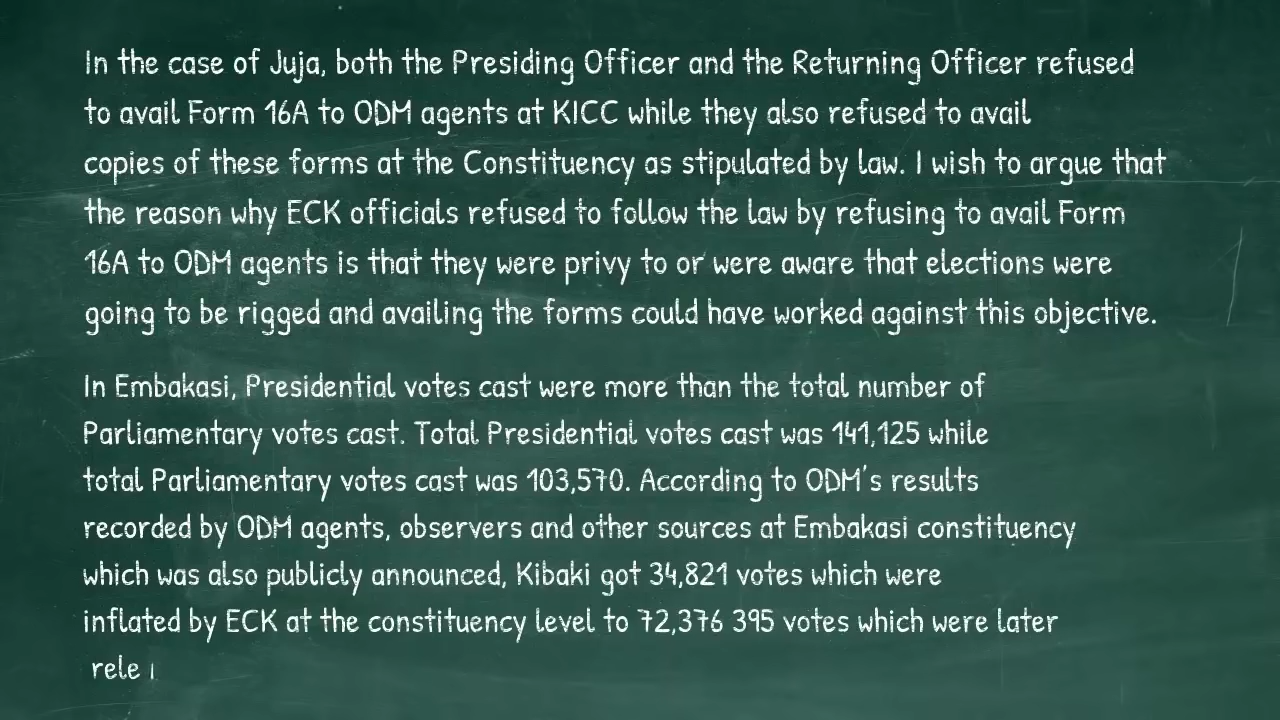 In the case of Juja, both the Presiding Officer and the Returning Officer refused
to avail Form 16A to ODM agents at KICC while they also refused to avail
copies of these forms at the Constituency as stipulated by law. I wish to argue that
the reason why ECK officials refused to follow the law by refusing to avail Form
16A to ODM agents is that they were privy to or were aware that elections were
going to be rigged and availing the forms could have worked against this objective.
In Embakasi, Presidential votes cast were more than the total number of
Parliamentary votes cast. Total Presidential votes cast was 141,125 while
total Parliamentary votes cast was 103,570. According to ODM's results
recorded by ODM agents, observers and other sources at Embakasi constituency
which was also publicly announced, Kibaki got 34,821 votes which were
inflated by ECK at the constituency level to 72,376 395 votes which were later
rele